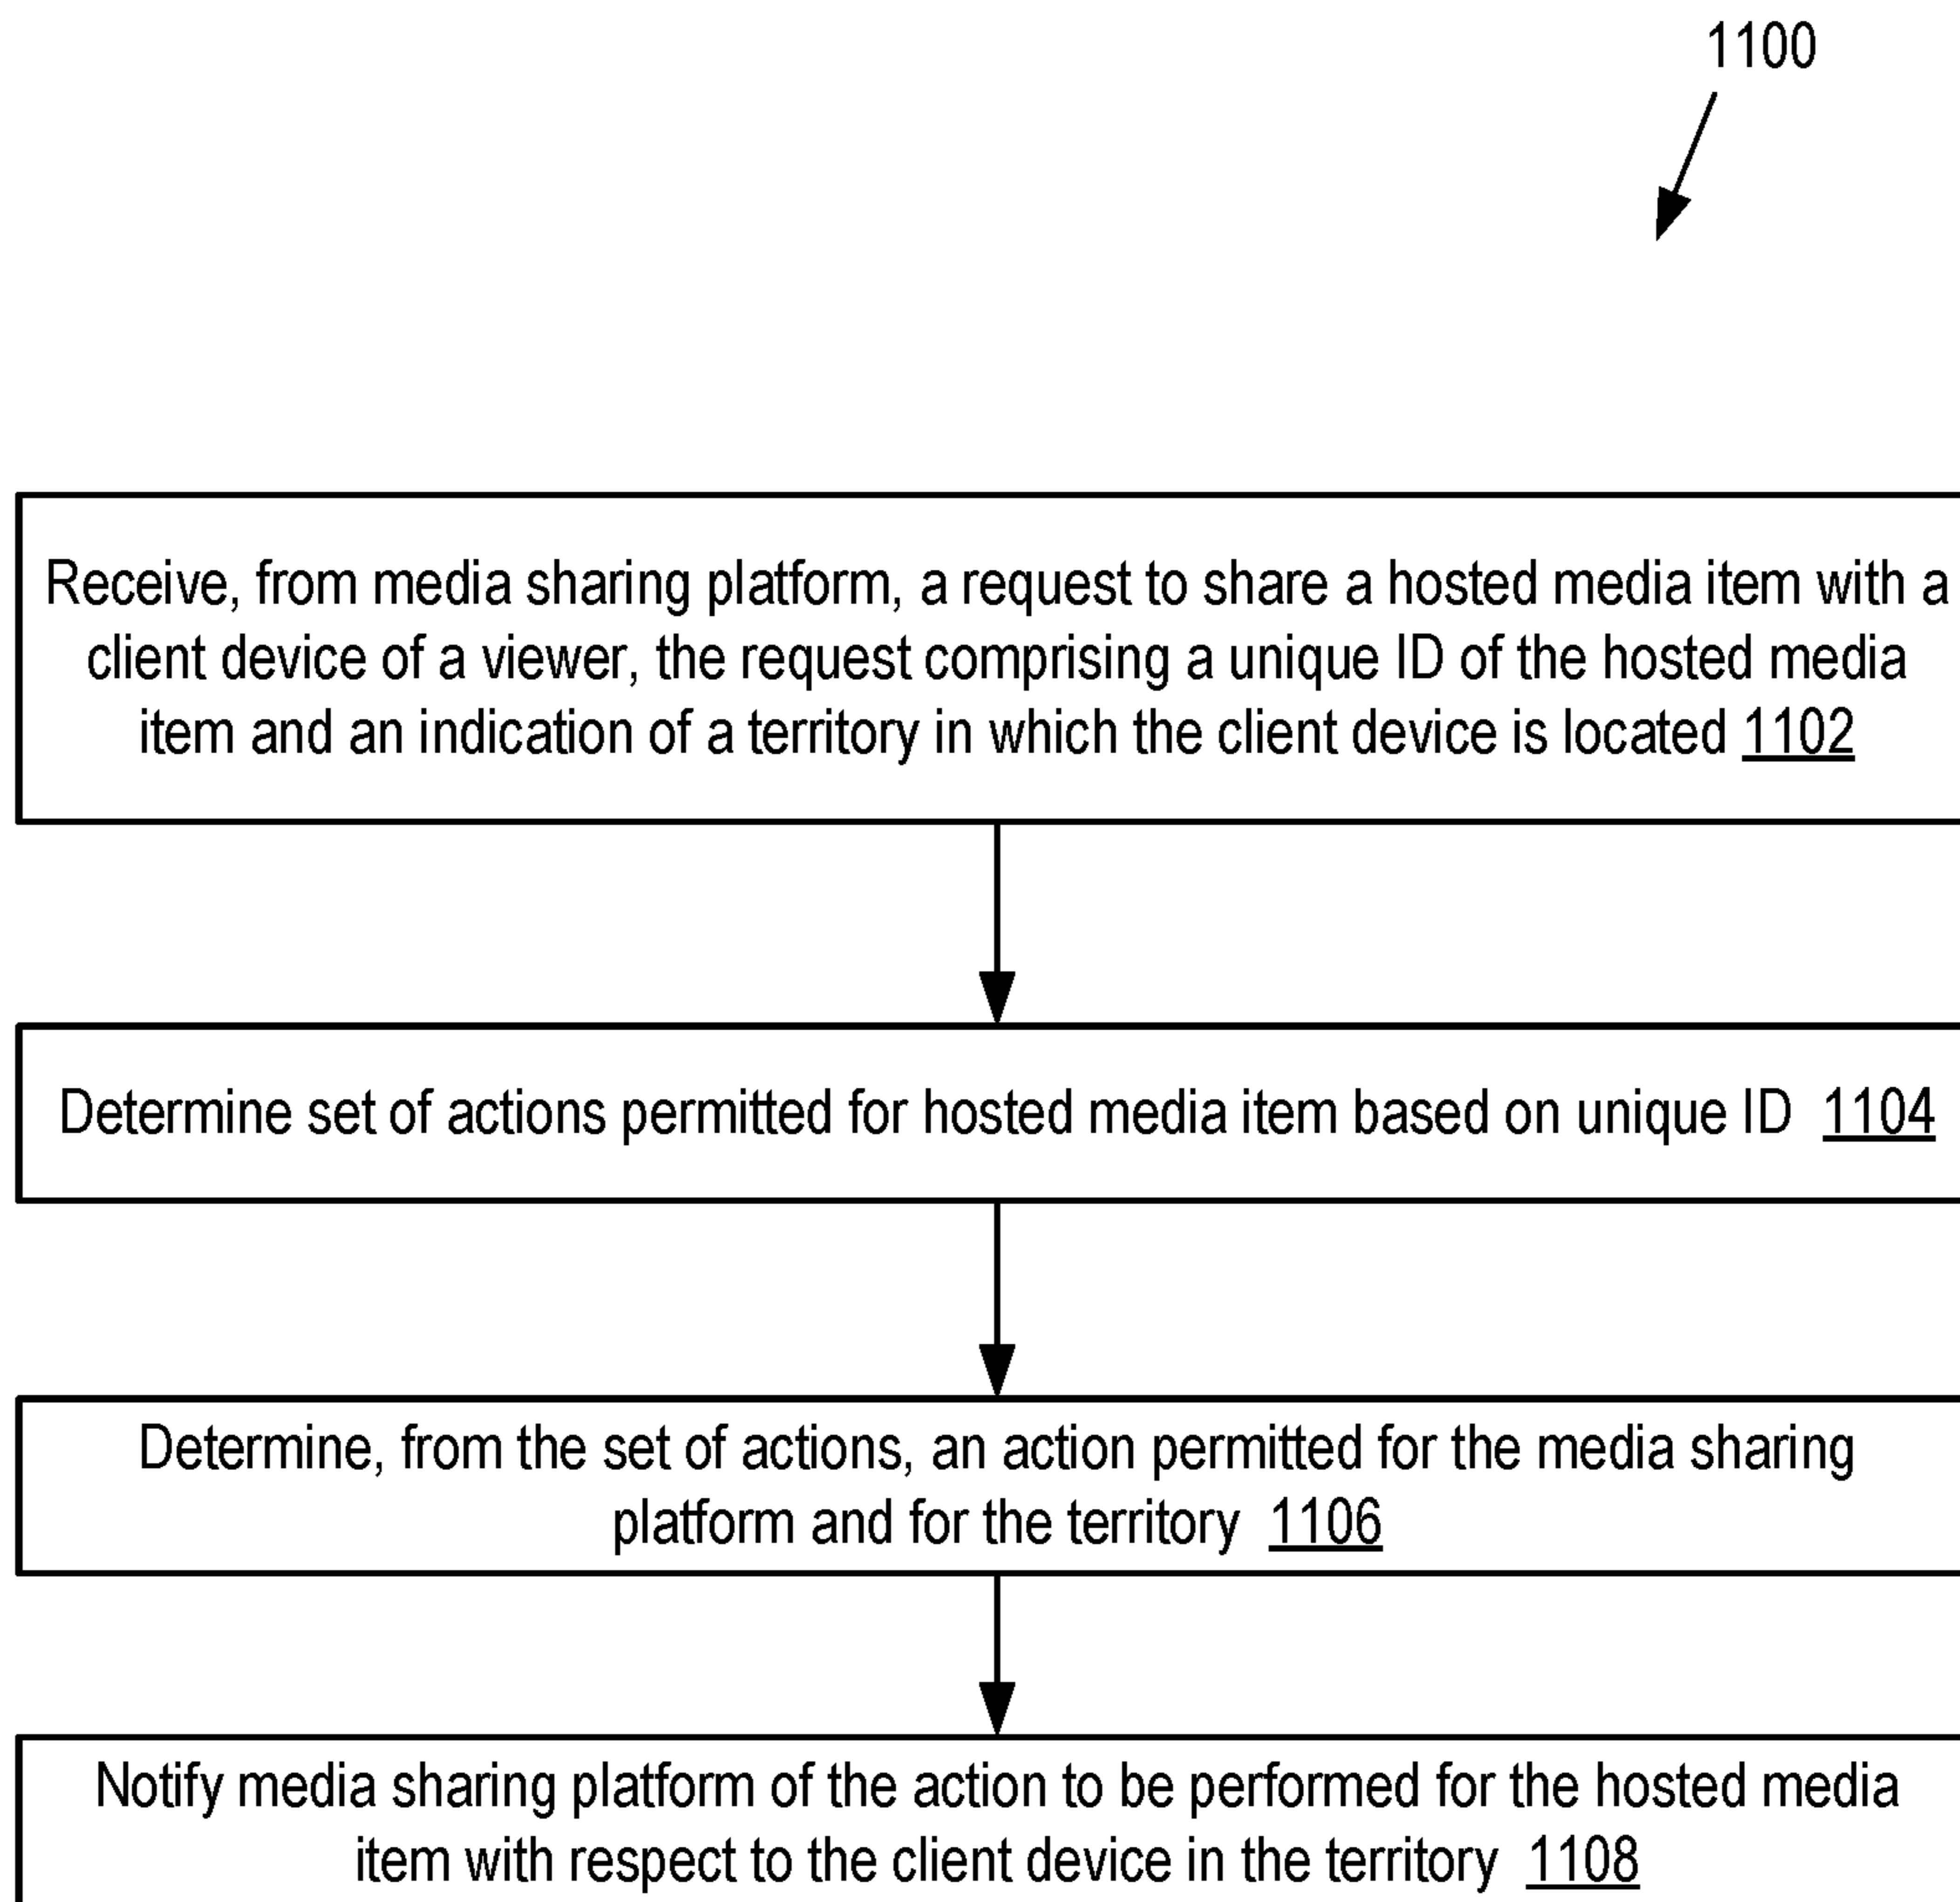 1100
Receive, from media sharing platform, a request to share a hosted media item with a
client device of a viewer, the request comprising a unique ID of the hosted media
item and an indication of a territory in which the client device is located 1102
Determine set of actions permitted for hosted media item based on unique ID 1104
Determine, from the set of actions, an action permitted for the media sharing
platform and for the territory 1106
Notify media sharing platform of the action to be performed for the hosted media
item with respect to the client device in the territory 1108